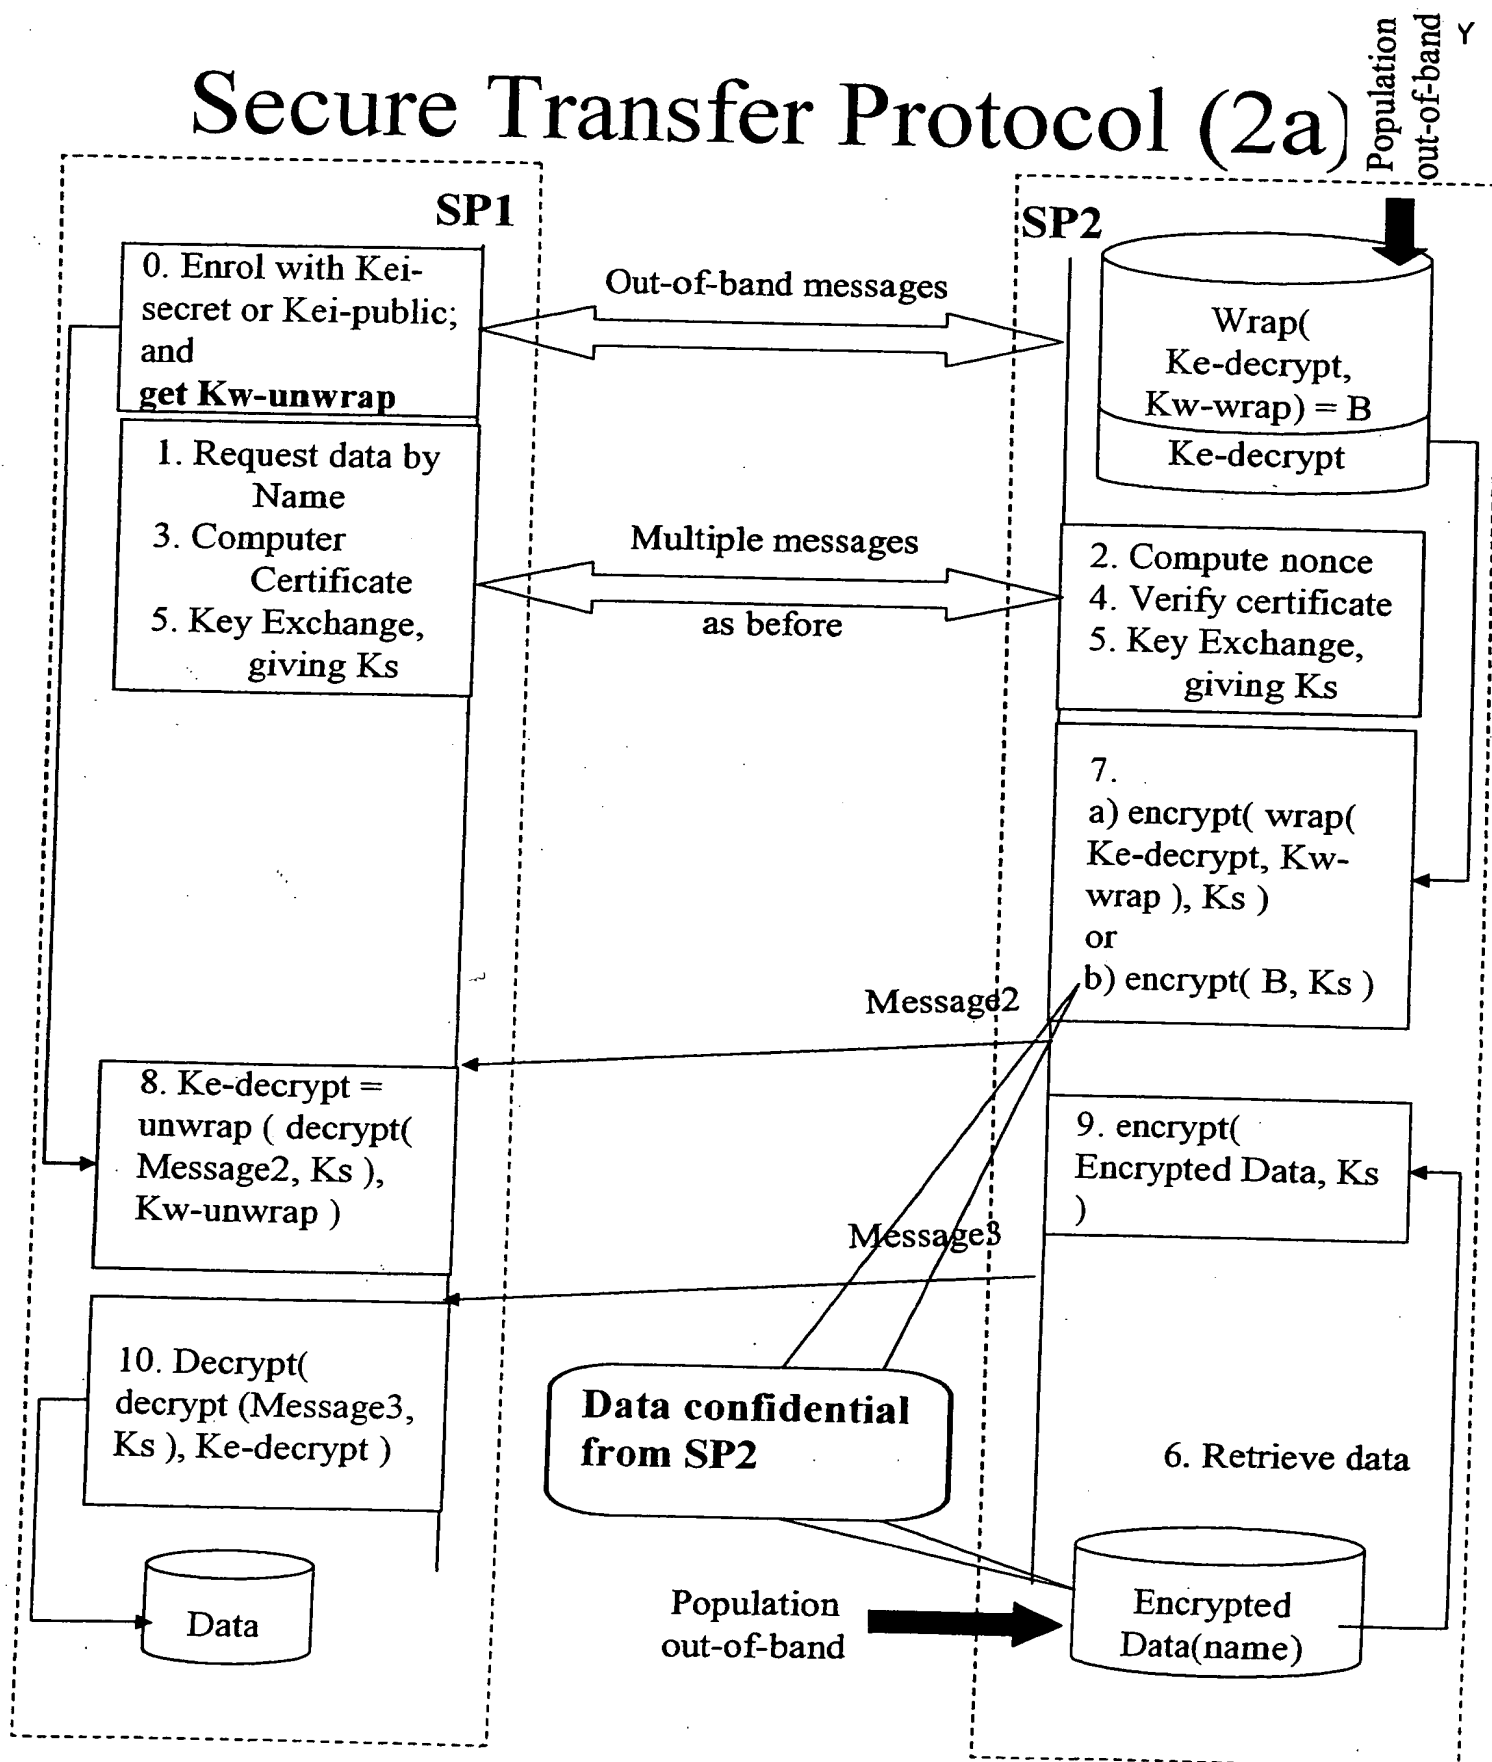 Population
out-of-band
Y
Secure Transfer Protocol (2a)
SP1
SP2
0. Enrol with Kei-
secret or Kei-public;
and
get Kw-unwrap
Out-of-band messages
Wrap(
Ke-decrypt,
Kw-wrap) = B
Ke-decrypt
1. Request data by
Name
3. Computer
Certificate
5. Key Exchange,
giving Ks
Multiple messages
as before
2. Compute nonce
4. Verify certificate
5. Key Exchange,
giving Ks
7.
a) encrypt( wrap(
Ke-decrypt, Kw-
wrap ), Ks )
or
b) encrypt( B, Ks )
Message2
8. Ke-decrypt =
unwrap ( decrypt(
Message2, Ks ),
Kw-unwrap )
9. encrypt(
Encrypted Data, Ks
)
Message3
10. Decrypt(
decrypt (Message3,
Ks ), Ke-decrypt )
Data confidential
from SP2
6. Retrieve data
Data
Population
out-of-band
Encrypted
Data(name)